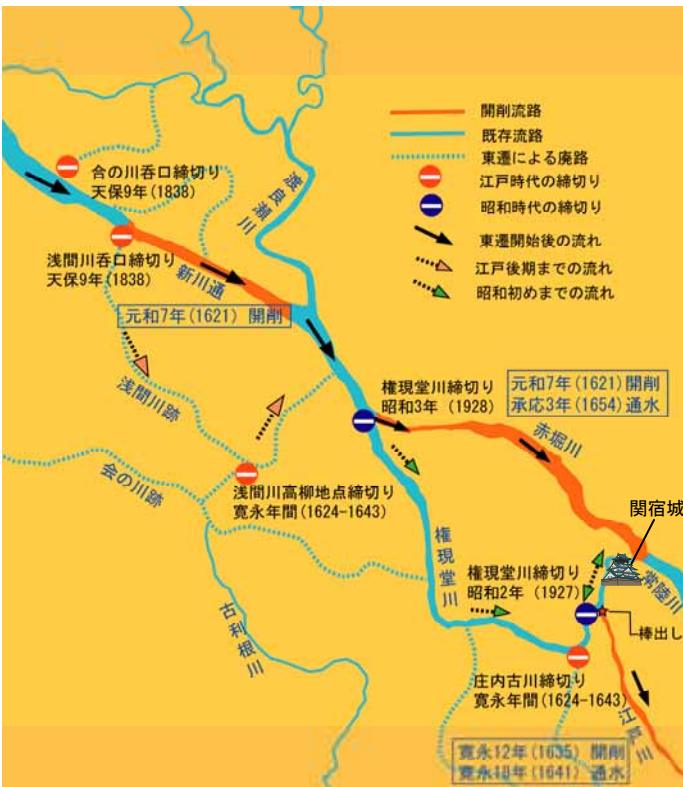 開削流路
既存流路
東遷による廃路
江戸時代の締切り
昭和時代の締切り
東遷開始後の流れ
江戸後期までの流れ
昭和初めまでの流れ
合の川呑口締切り
天保9年(1838)
渡良瀬川
浅間川呑口締切り
天保9年(1838)
新川通
元和7年(1621) 開削
権現堂川締切り
昭和3年 (1928)
元和7年(1621)開削
承応3年(1654)通水
浅間川跡
赤堀川
会の川跡
浅間川高柳地点締切り
寛永年間(1624-1643)
関宿城
権現堂川
権現堂川締切り
昭和2年 (1927)
常陸川
古利根川
棒出し
庄内古川締切り
寛永年間(1624-1643)
江戸川
寛永12年(1635) 開削
寛永18年(1641) 通水